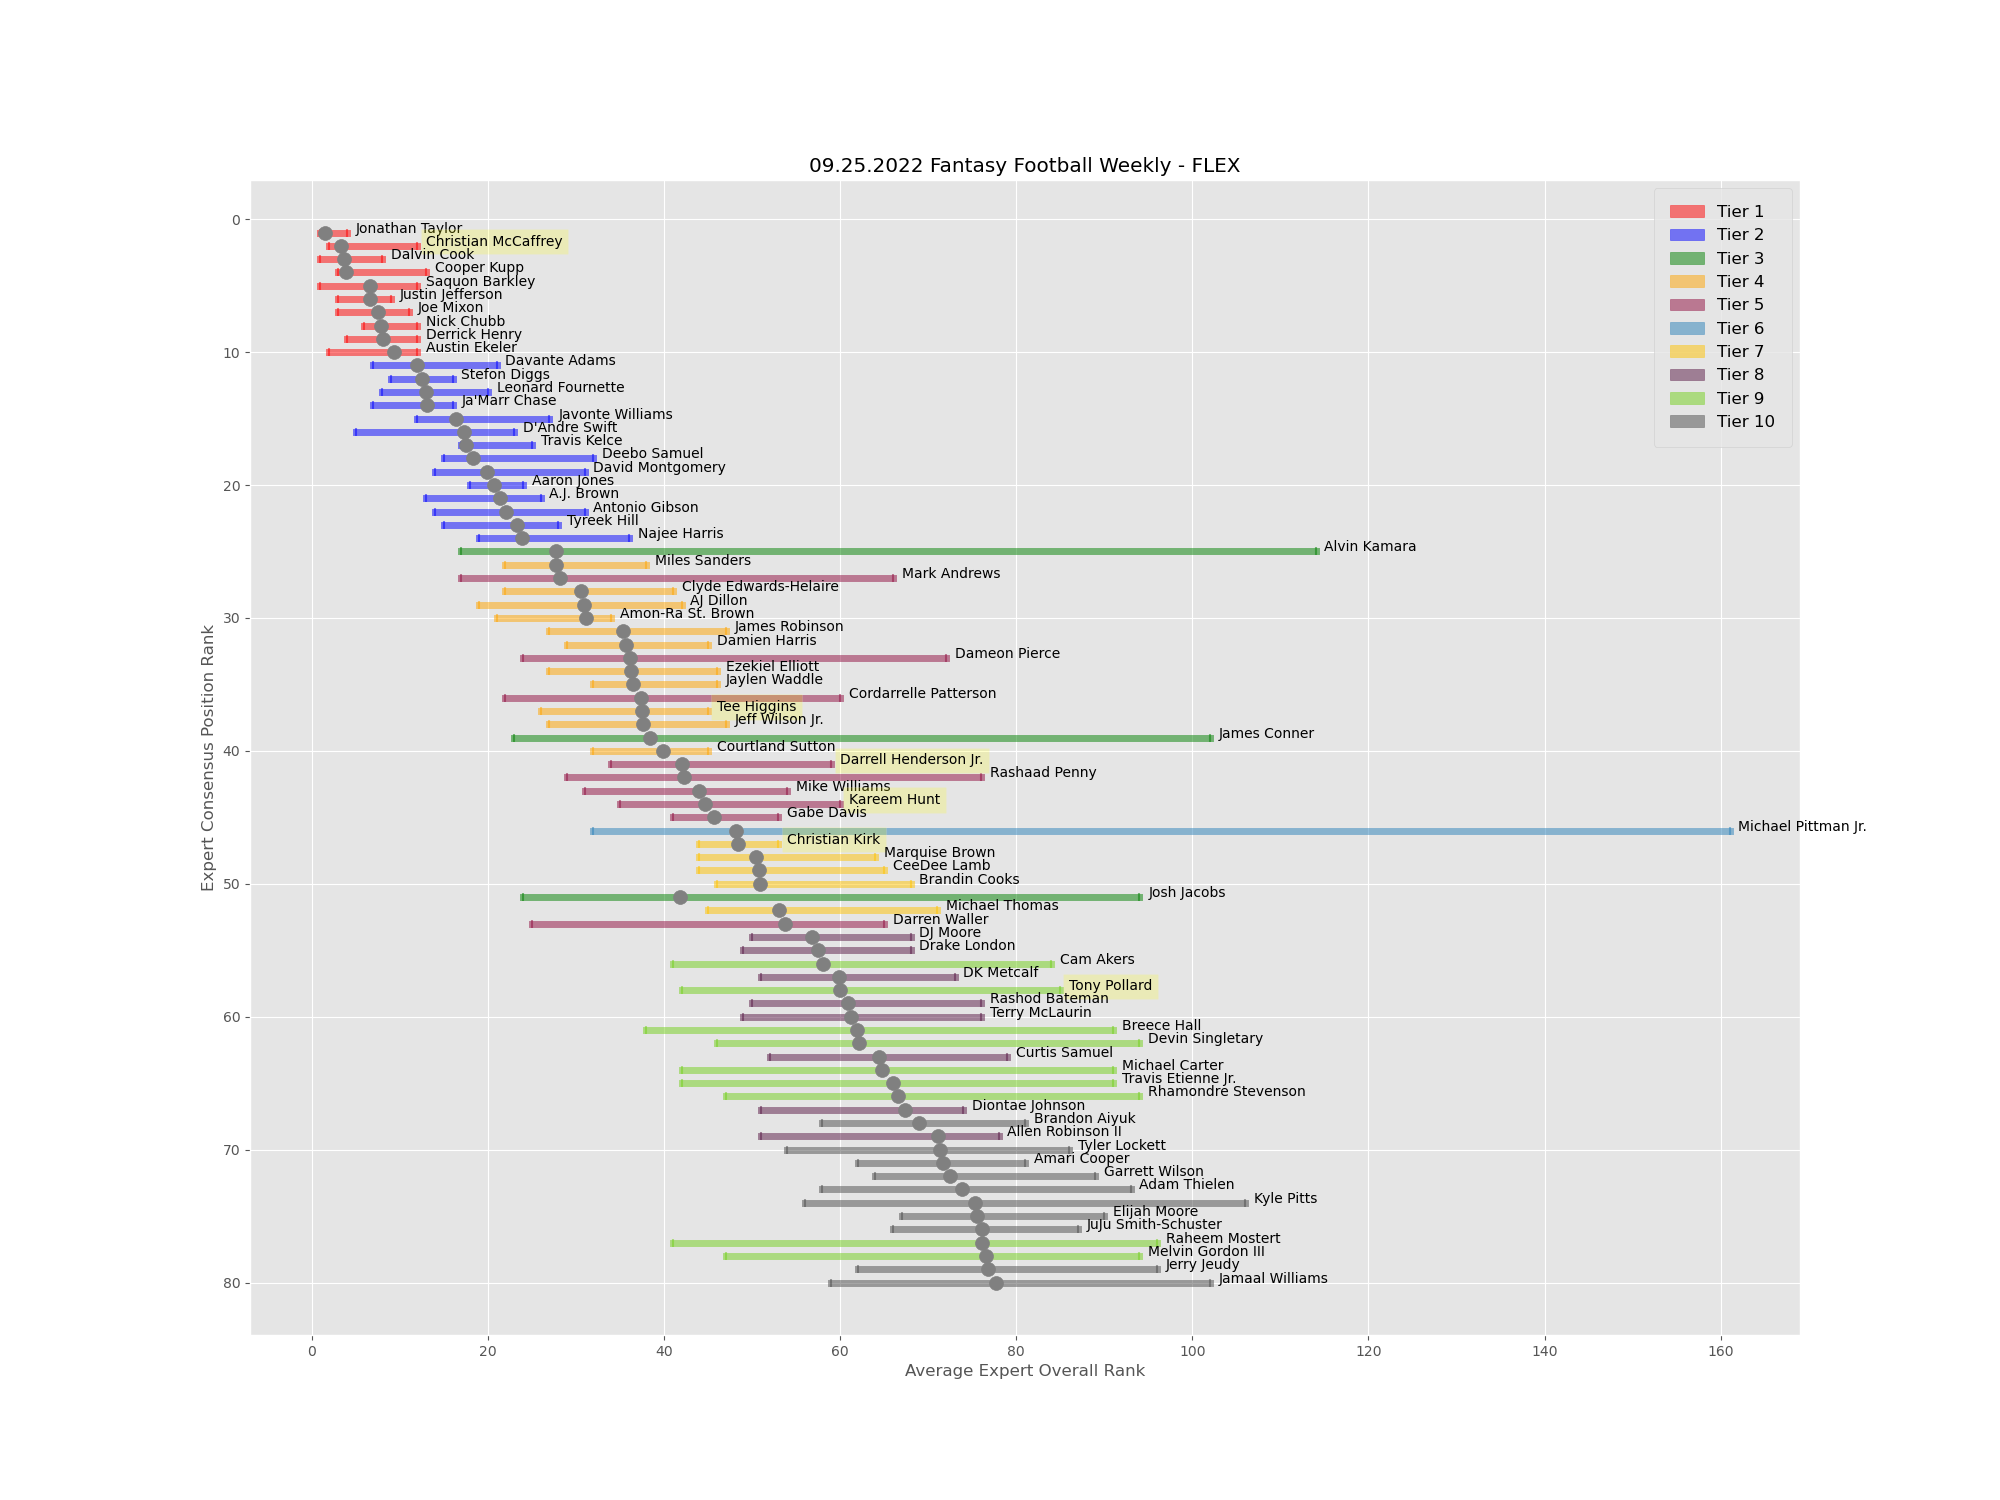 09.25.2022 Fantasy Football Weekly - FLEX
Tier 1
Tier 2
Tier 3
Tier 4
Tier 5
Tier 6
Tier 7
Tier 8
Tier 9
Tier 10
Expert Consensus Position Rank
0
10
20
30
40
50
60
70
80
Jonathan Taylor
Christian McCaffrey
Dalvin Cook
Cooper Kupp
Saquon Barkley
Justin Jefferson
Joe Mixon
Nick Chubb
Derrick Henry
Austin Ekeler
Davante Adams
Stefon Diggs
Leonard Fournette
Ja'Marr Chase
Javonte Williams
D'Andre Swift
Travis Kelce
Deebo Samuel
David Montgomery
Aaron Jones
A.J. Brown
Antonio Gibson
Tyreek Hill
Najee Harris
Alvin Kamara
Miles Sanders
Mark Andrews
Clyde Edwards-Helaire
AJ Dillon
Amon-Ra St. Brown
James Robinson
Damien Harris
Dameon Pierce
Ezekiel Elliott
Jaylen Waddle
Cordarrelle Patterson
Tee Higgins
Jeff Wilson Jr.
James Conner
Courtland Sutton
Darrell Henderson Jr.
Rashaad Penny
Mike Williams
Kareem Hunt
Gabe Davis
Michael Pittman Jr.
Christian Kirk
Marquise Brown
CeeDee Lamb
Brandin Cooks
Josh Jacobs
Michael Thomas
Darren Waller
DJ Moore
Drake London
Cam Akers
DK Metcalf
Tony Pollard
Rashod Bateman
Terry McLaurin
Breece Hall
Devin Singletary
Curtis Samuel
Michael Carter
Travis Etienne Jr.
Rhamondre Stevenson
Diontae Johnson
Brandon Aiyuk
Allen Robinson II
Tyler Lockett
Amari Cooper
Garrett Wilson
Adam Thielen
Kyle Pitts
Elijah Moore
JuJu Smith-Schuster
Raheem Mostert
Melvin Gordon III
Jerry Jeudy
Jamaal Williams
0 20 40 60 80 100 120 140 160
Average Expert Overall Rank